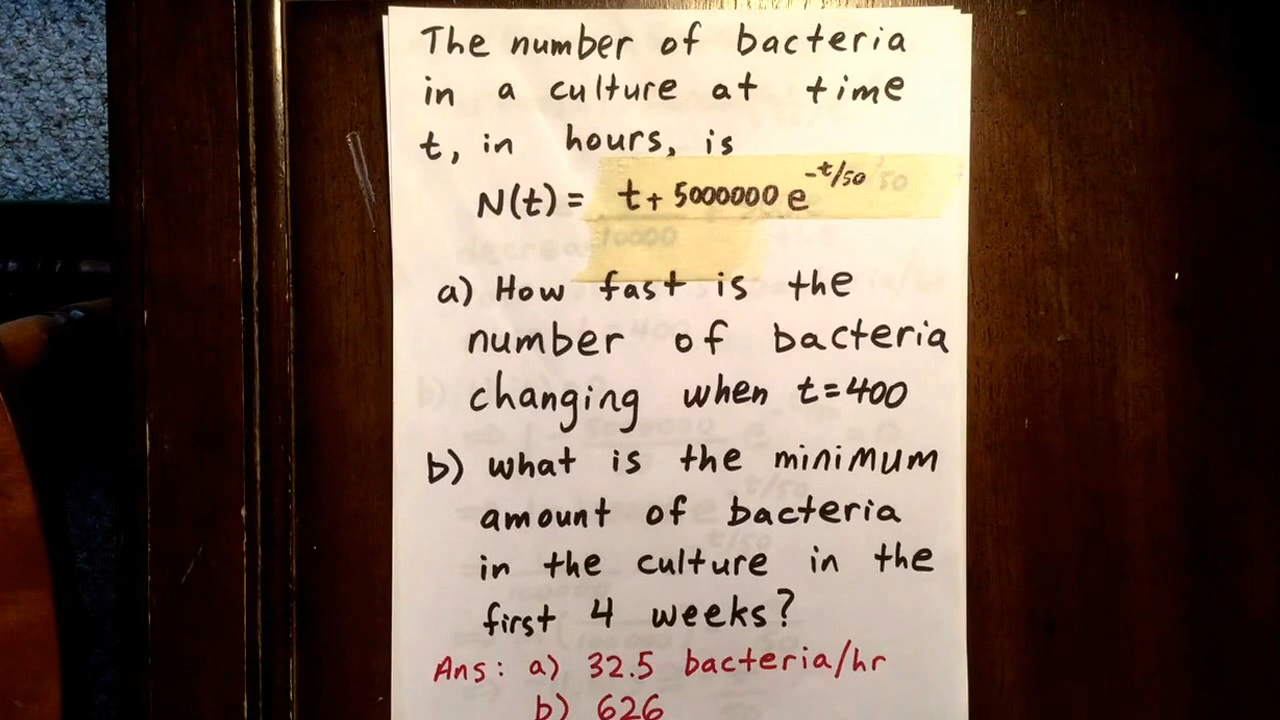 The number of bacteria
in a culture at time
t, in hours, is
N(t) = t + 5000000 e^-t/50
a) How fast is the
number of bacteria
changing when t=400
b) what is the minimum
amount of bacteria
in the culture in the
first 4 weeks?
Ans: a) 32.5 bacteria/hr
b) 626